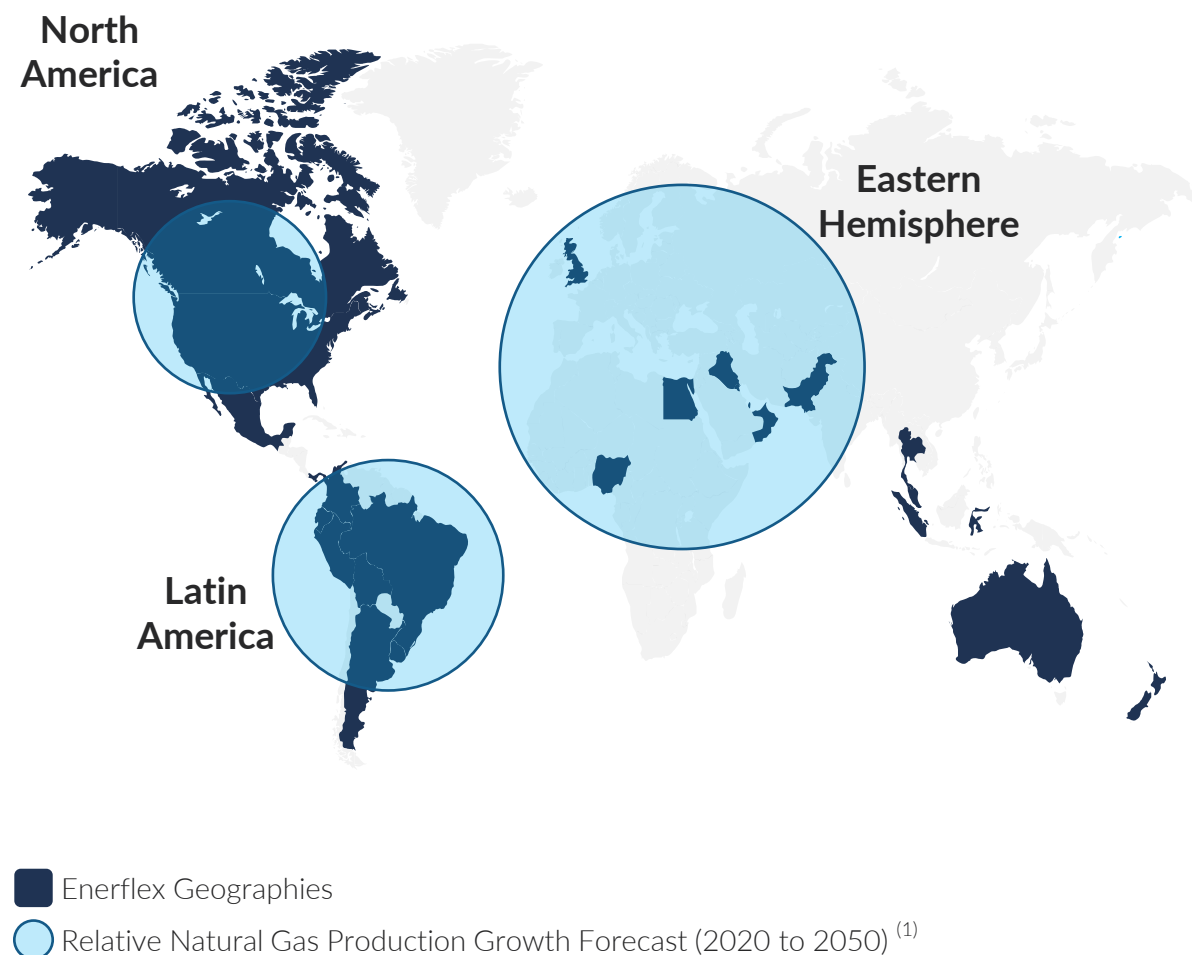 North
America
Eastern
Hemisphere
Latin
America
Enerflex Geographies
Relative Natural Gas Production Growth Forecast (2020 to 2050) (1)